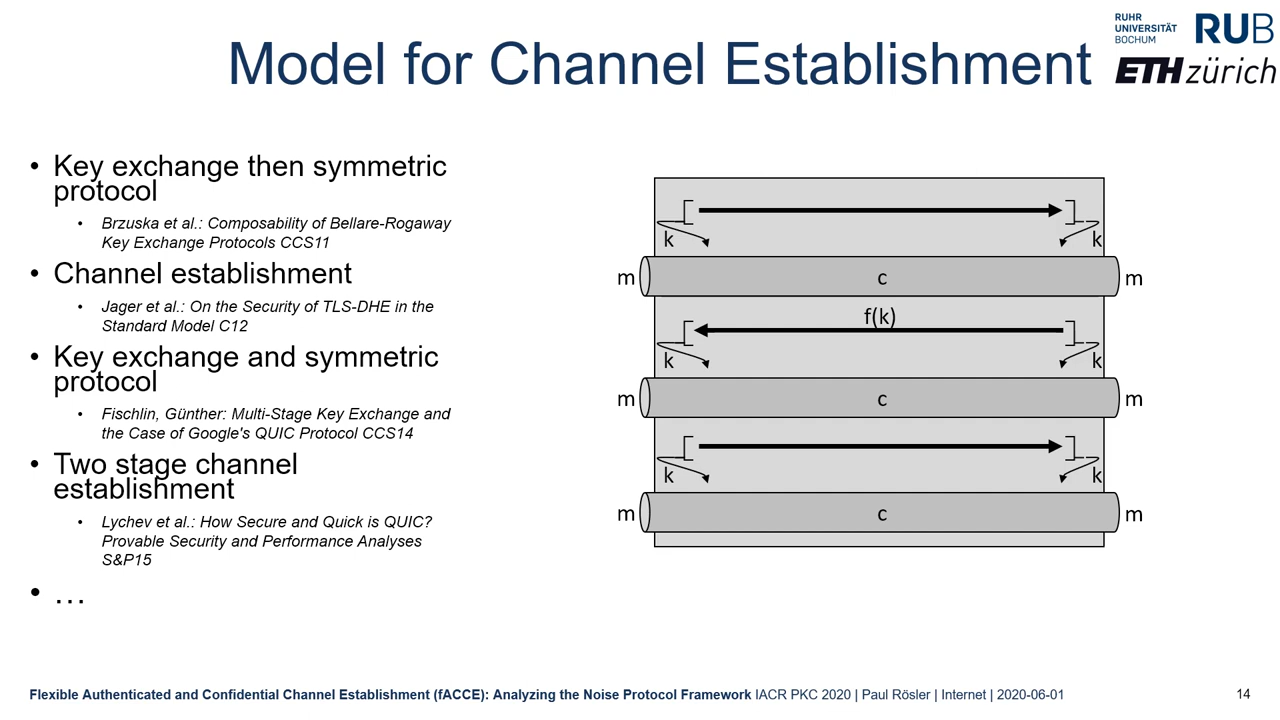 Model for Channel Establishment
RUHR
UNIVERSITÄT
BOCHUM
RUB
ETH zürich
• Key exchange then symmetric
protocol
• Brzuska et al.: Composability of Bellare-Rogaway
Key Exchange Protocols CCS11
• Channel establishment
• Jager et al.: On the Security of TLS-DHE in the
Standard Model C12
• Key exchange and symmetric
protocol
• Fischlin, Günther: Multi-Stage Key Exchange and
the Case of Google's QUIC Protocol CCS14
• Two stage channel
establishment
• Lychev et al.: How Secure and Quick is QUIC?
Provable Security and Performance Analyses
S&P15
• …
k k
m c m
f(k)
k k
m c m
k k
m c m
Flexible Authenticated and Confidential Channel Establishment (fACCE): Analyzing the Noise Protocol Framework IACR PKC 2020 | Paul Rösler | Internet | 2020-06-01
14